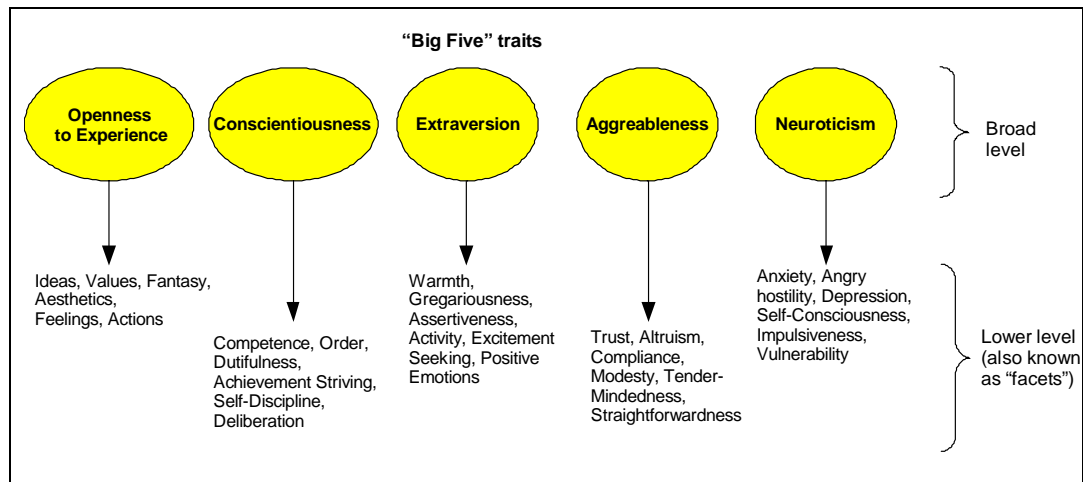 “Big Five” traits
Openness
to Experience
Conscientiousness
Extraversion
Aggreableness
Neuroticism
Broad
level
Ideas, Values, Fantasy,
Aesthetics,
Feelings, Actions
Competence, Order,
Dutifulness,
Achievement Striving,
Self-Discipline,
Deliberation
Warmth,
Gregariousness,
Assertiveness,
Activity, Excitement
Seeking, Positive
Emotions
Trust, Altruism,
Compliance,
Modesty, Tender-
Mindedness,
Straightforwardness
Anxiety, Angry
hostility, Depression,
Self-Consciousness,
Impulsiveness,
Vulnerability
Lower level
(also known
as “facets”)